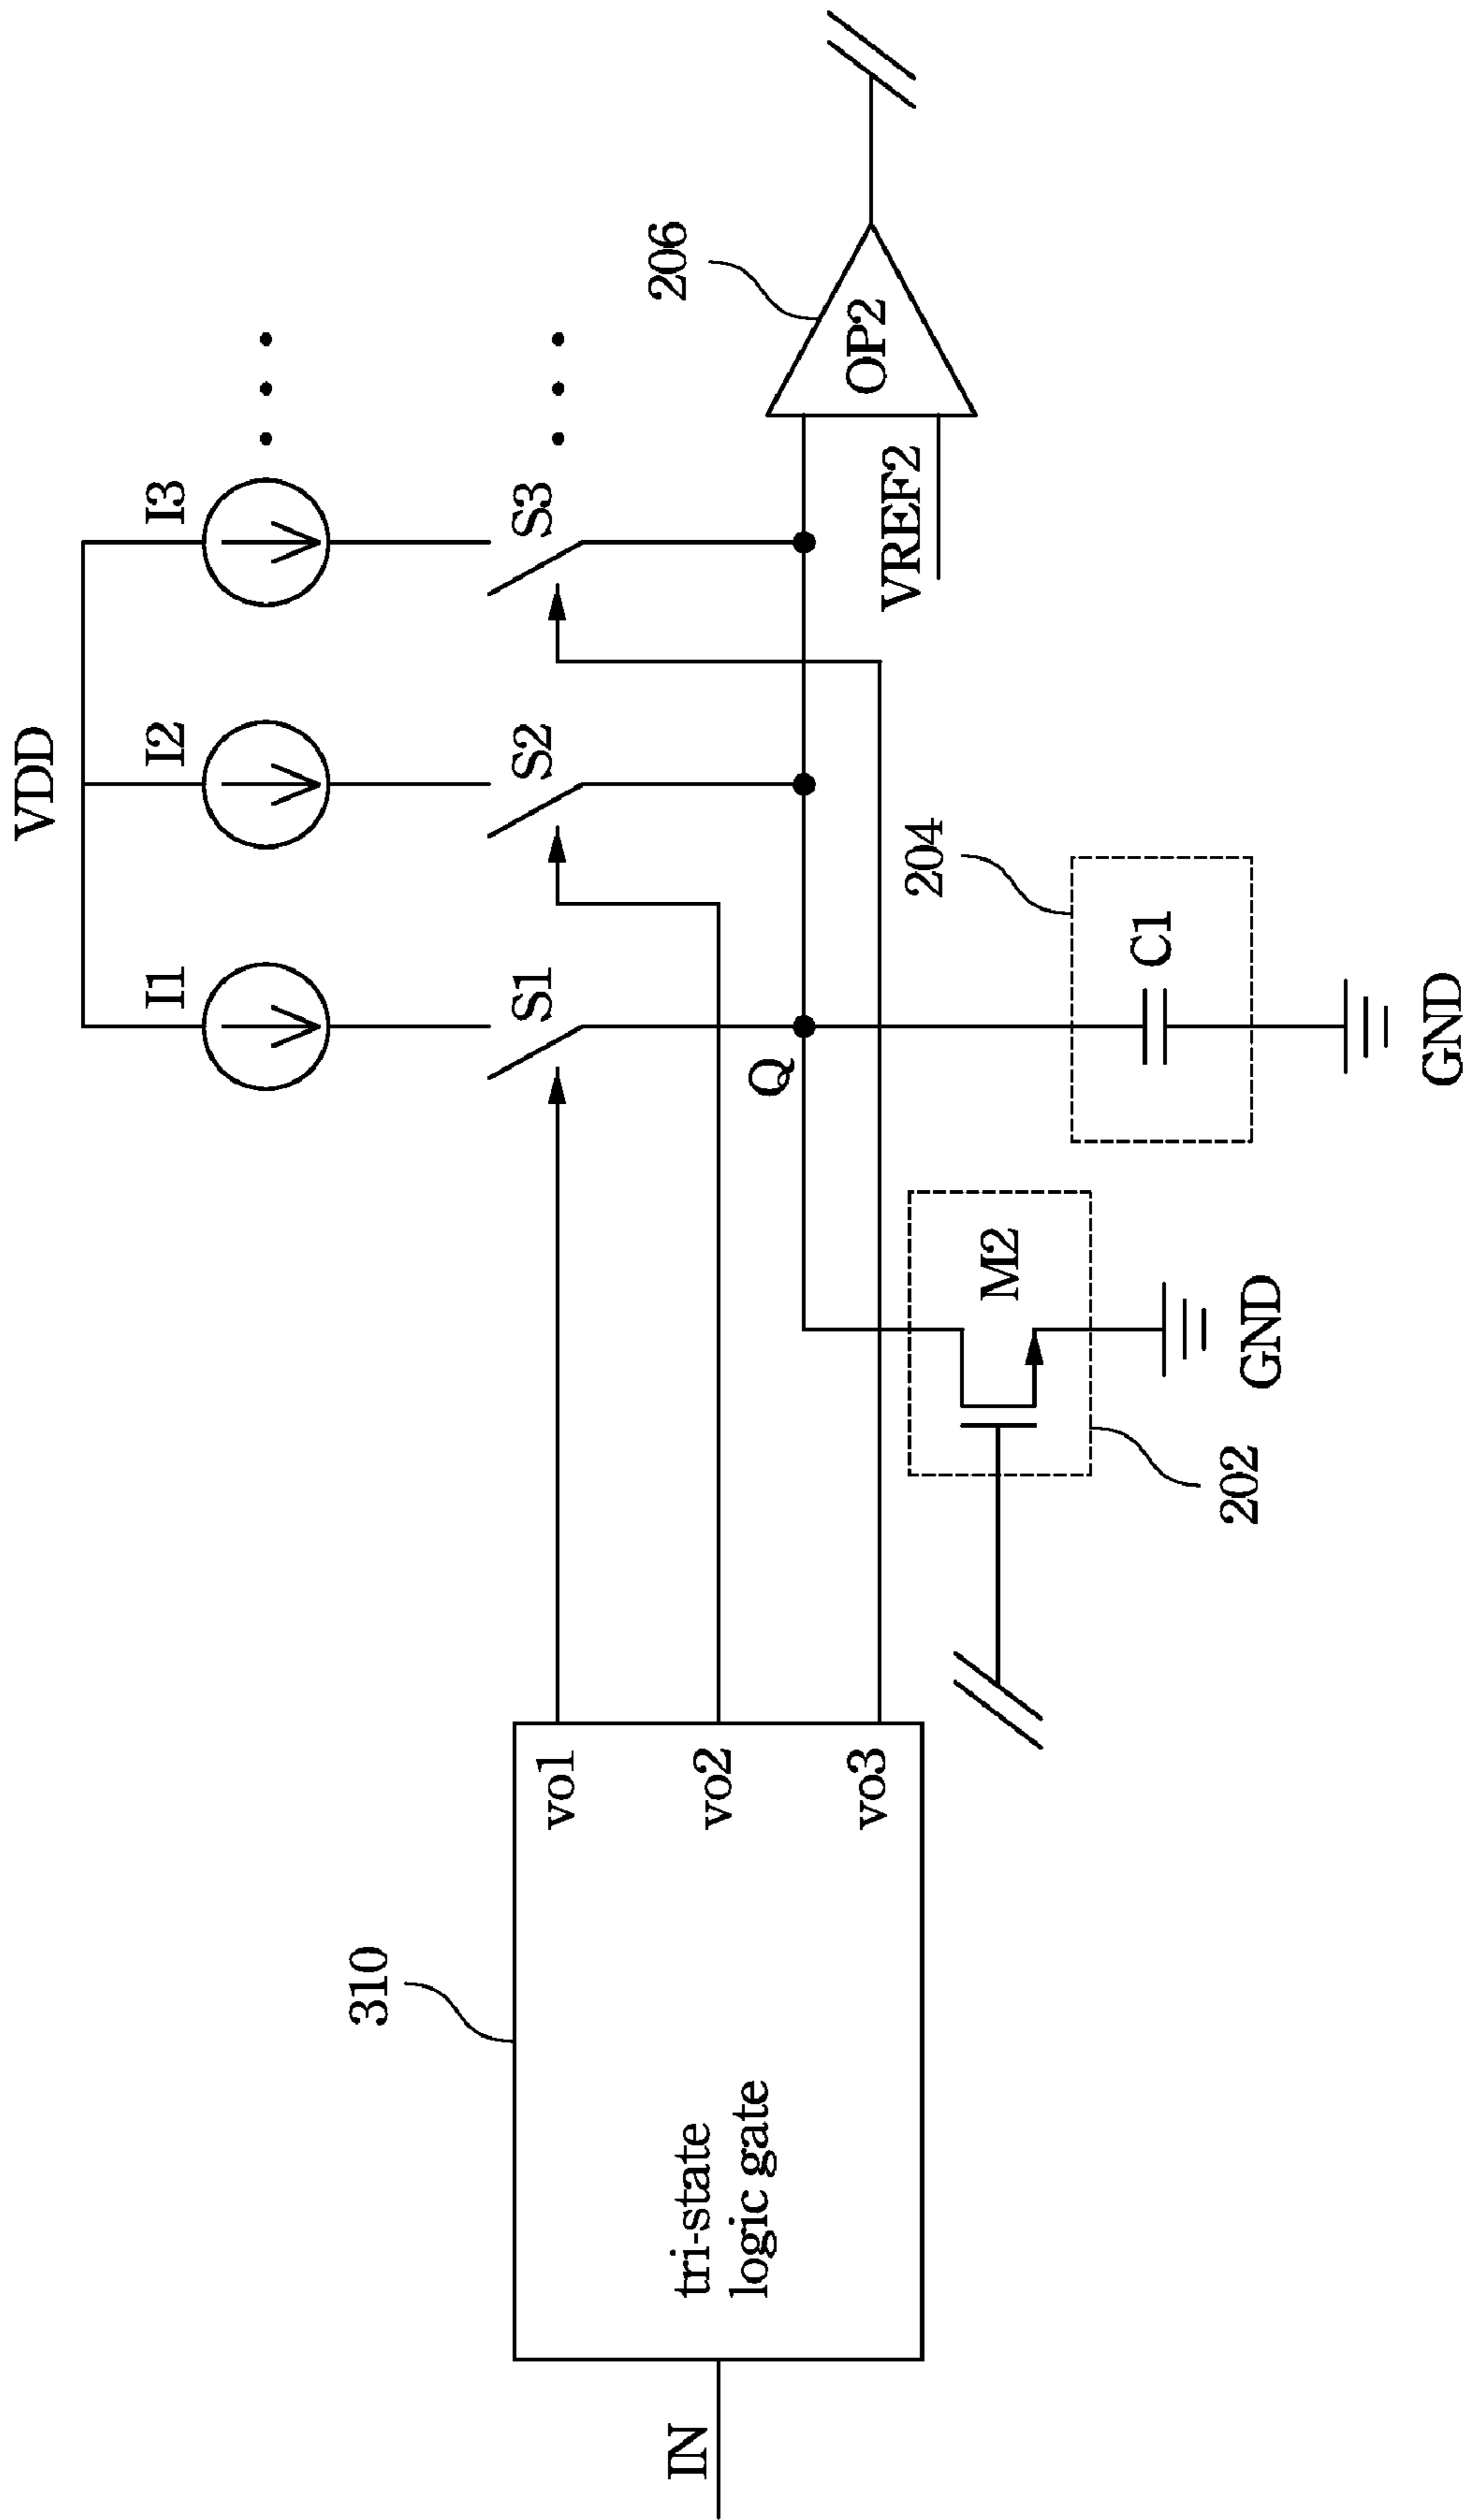 VDD
I1
I2
I3
S1
S2
S3
310
IN
tri-state
logic gate
vo1
vo2
vo3
Q
206
OP2
VREF2
204
C1
GND
M2
202
GND